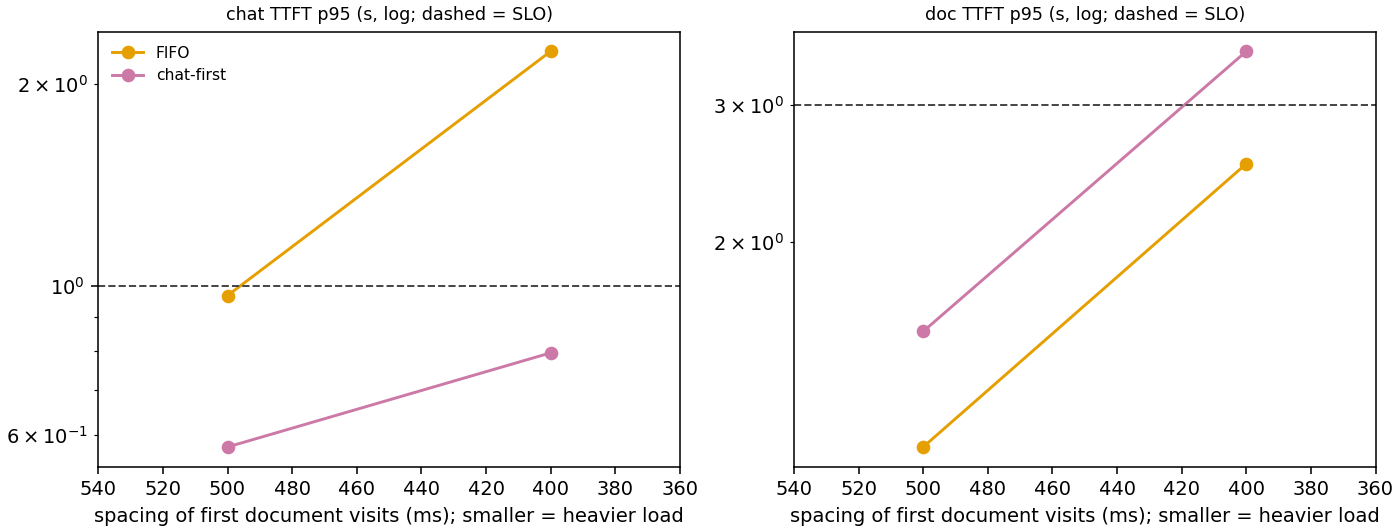 chat TTFT p95 (s, log; dashed = SLO)
FIFO
chat-first
2 × 10⁰
10⁰
6 × 10⁻¹
540 520 500 480 460 440 420 400 380 360
spacing of first document visits (ms); smaller = heavier load
doc TTFT p95 (s, log; dashed = SLO)
3 × 10⁰
2 × 10⁰
540 520 500 480 460 440 420 400 380 360
spacing of first document visits (ms); smaller = heavier load